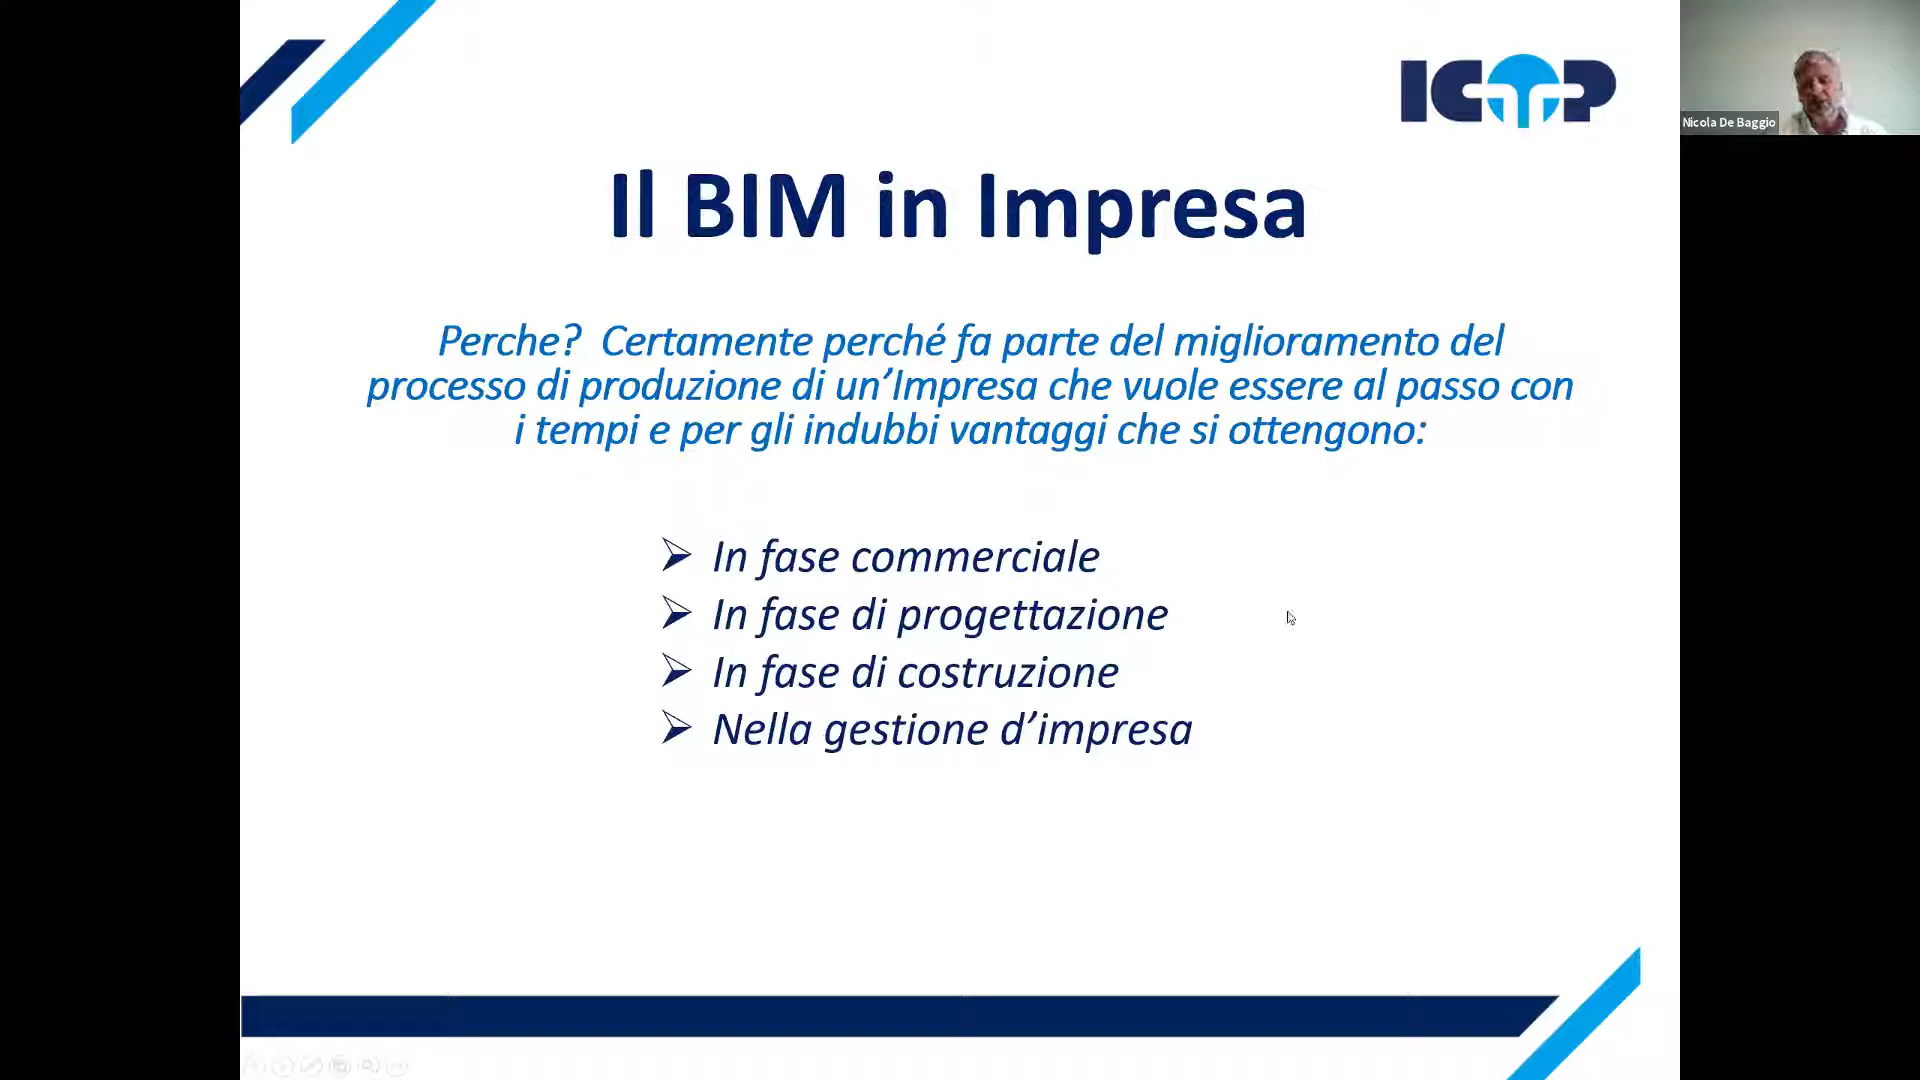 ICOP
Nicola De Baggio
Il BIM in Impresa
Perche? Certamente perché fa parte del miglioramento del
processo di produzione di un’Impresa che vuole essere al passo con
i tempi e per gli indubbi vantaggi che si ottengono:
In fase commerciale
In fase di progettazione
In fase di costruzione
Nella gestione d’impresa